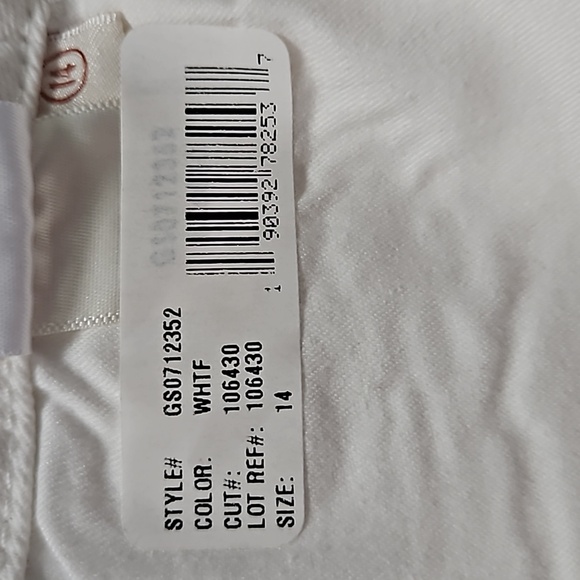 14
STYLE# GS0712352
COLOR: WHTF
CUT#: 106430
LOT REF#: 106430
SIZE: 14
1 90392 78253 7
GS0712352